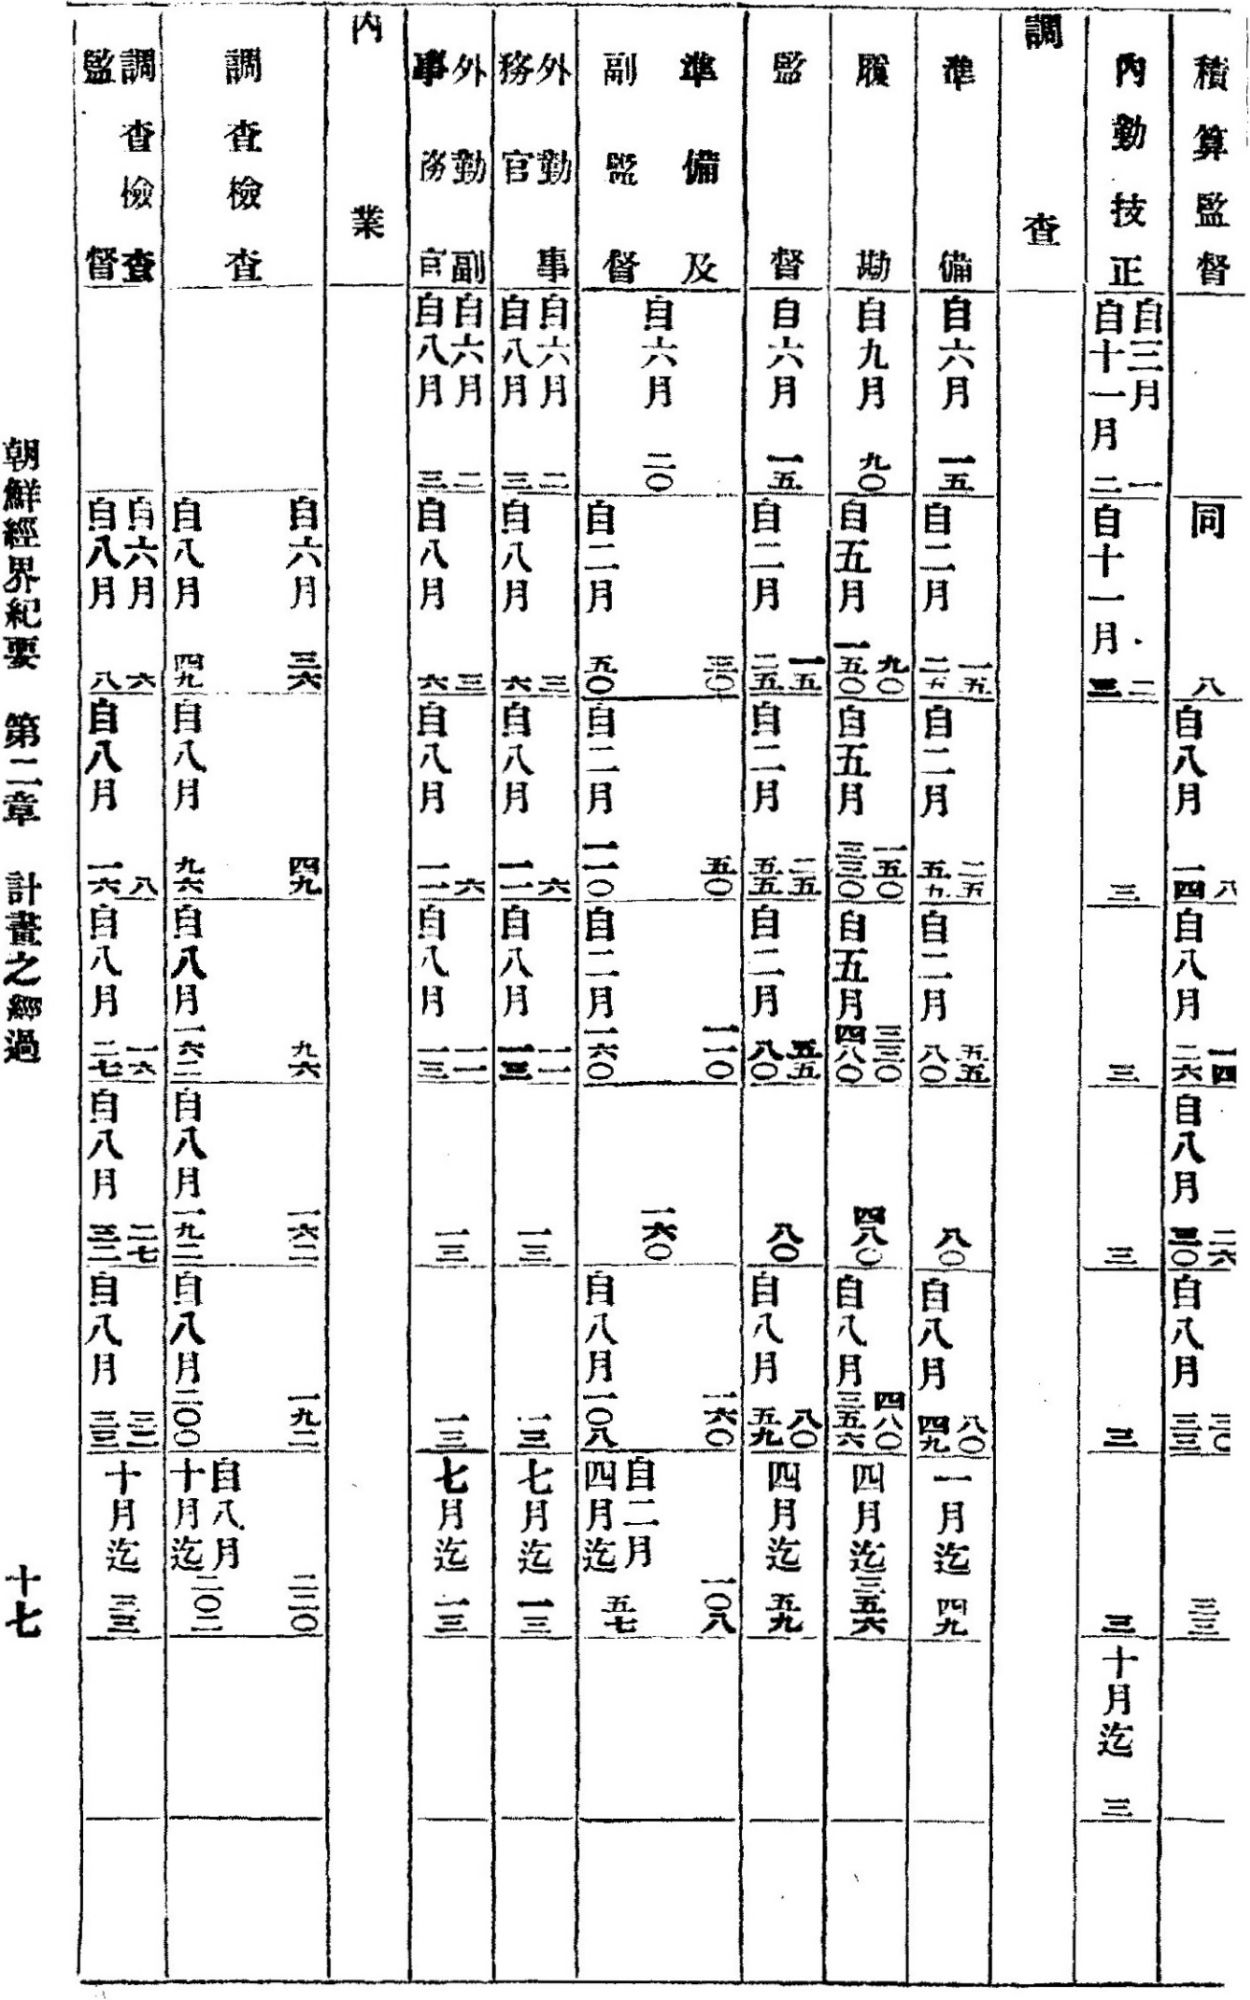 積算監督
同 八
八
自八月 一四
一四
自八月 二六
二六
自八月 三〇
三〇
自八月 三三
三三
內勤技正
自三月 一
自十一月 二
二
自十一月 三
三
三
三
三
三
十月迄 三
調查
準備
自六月 一五
一五
自二月 二五
二五
自二月 五五
五五
自二月 八〇
八〇
八〇
自八月 四九
一月迄 四九
履勘
自九月 九〇
九〇
自五月 一五〇
一五〇
自五月 三三〇
三三〇
自五月 四八〇
四八〇
四八〇
自八月 三五六
四月迄 三五六
監督
自六月 一五
一五
自二月 二五
二五
自二月 五五
五五
自二月 八〇
八〇
八〇
自八月 五九
四月迄 五九
準備及
副監督
自六月 二〇
三〇
自二月 五〇
五〇
自二月 一一〇
一一〇
自二月 一六〇
一六〇
一六〇
自八月 一〇八
一〇八
自二月
四月迄 五七
外勤事
務官
自六月 二
自八月 三
三
自八月 六
六
自八月 一一
一一
自八月 一三
一三
一三
七月迄 一三
外勤副
事務官
自六月 二
自八月 三
三
自八月 六
六
自八月 一一
一一
自八月 一三
一三
一三
七月迄 一三
內業
調查檢查
自六月 三六
自八月 四九
四九
自八月 九六
九六
自八月 一六二
一六二
自八月 一九二
一九二
自八月 二〇〇
二二〇
自八月
十月迄 二〇二
調查檢查
監督
自六月 六
自八月 八
八
自八月 一六
一六
自八月 二七
二七
自八月 三二
三二
自八月 三三
十月迄 三三
朝鮮經界紀要 第二章 計畫之經過 十七